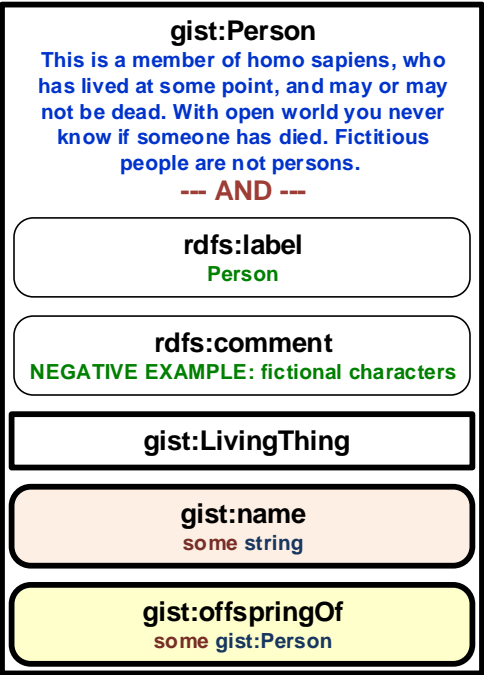 gist:Person
This is a member of homo sapiens, who
has lived at some point, and may or may
not be dead. With open world you never
know if someone has died. Fictitious
people are not persons.
--- AND ---
rdfs:label
Person
rdfs:comment
NEGATIVE EXAMPLE: fictional characters
gist:LivingThing
gist:name
some string
gist:offspringOf
some gist:Person